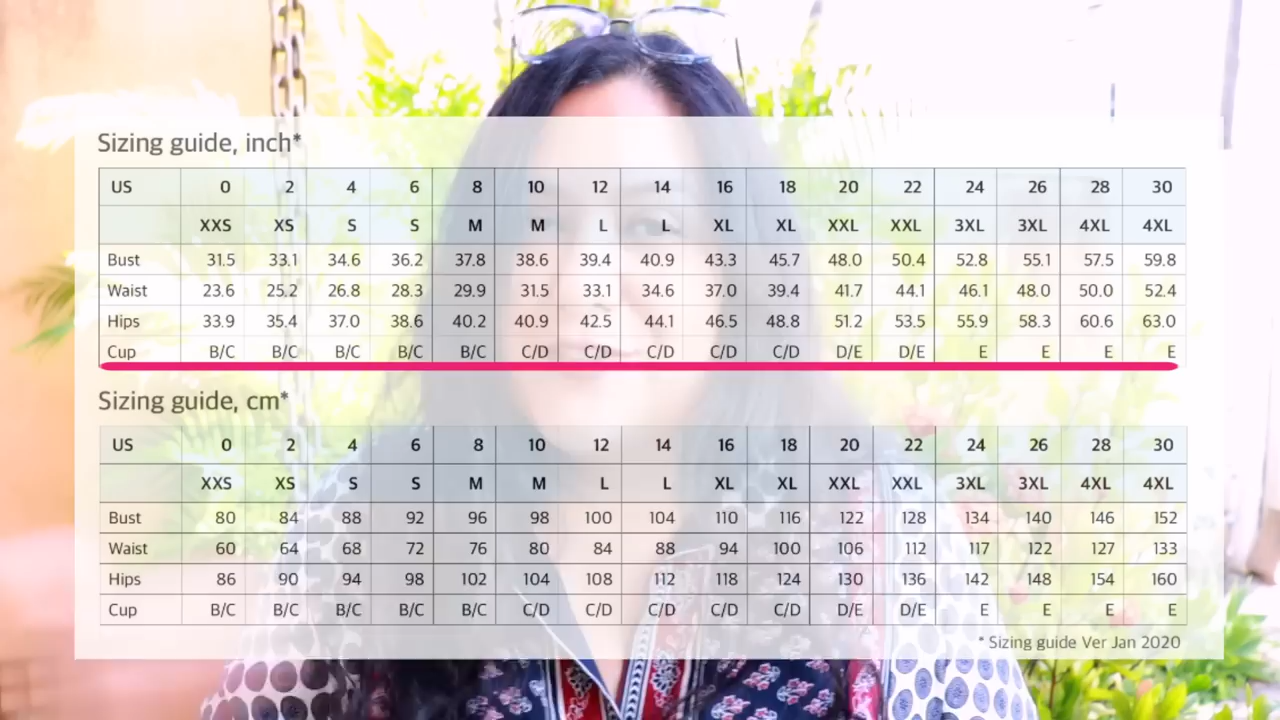 Sizing guide, inch*
US 0 2 4 6 8 10 12 14 16 18 20 22 24 26 28 30
XXS XS S S M M L L XL XL XXL XXL 3XL 3XL 4XL 4XL
Bust 31.5 33.1 34.6 36.2 37.8 38.6 39.4 40.9 43.3 45.7 48.0 50.4 52.8 55.1 57.5 59.8
Waist 23.6 25.2 26.8 28.3 29.9 31.5 33.1 34.6 37.0 39.4 41.7 44.1 46.1 48.0 50.0 52.4
Hips 33.9 35.4 37.0 38.6 40.2 40.9 42.5 44.1 46.5 48.8 51.2 53.5 55.9 58.3 60.6 63.0
Cup B/C B/C B/C B/C B/C C/D C/D C/D C/D C/D D/E D/E E E E E
Sizing guide, cm*
US 0 2 4 6 8 10 12 14 16 18 20 22 24 26 28 30
XXS XS S S M M L L XL XL XXL XXL 3XL 3XL 4XL 4XL
Bust 80 84 88 92 96 98 100 104 110 116 122 128 134 140 146 152
Waist 60 64 68 72 76 80 84 88 94 100 106 112 117 122 127 133
Hips 86 90 94 98 102 104 108 112 118 124 130 136 142 148 154 160
Cup B/C B/C B/C B/C B/C C/D C/D C/D C/D C/D D/E D/E E E E E
* Sizing guide Ver Jan 2020